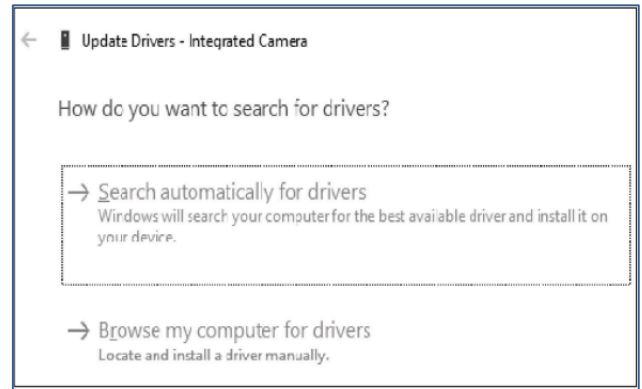 Update Drivers - Integrated Camera
How do you want to search for drivers?
Search automatically for drivers
Windows will search your computer for the best available driver and install it on
your device.
Browse my computer for drivers
Locate and install a driver manually.